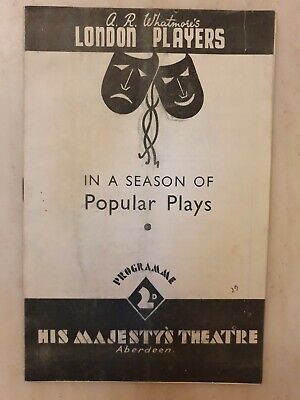 A. R. Whatmore's
LONDON PLAYERS
IN A SEASON OF
Popular Plays
PROGRAMME
2D
HIS MAJESTY'S THEATRE
Aberdeen.